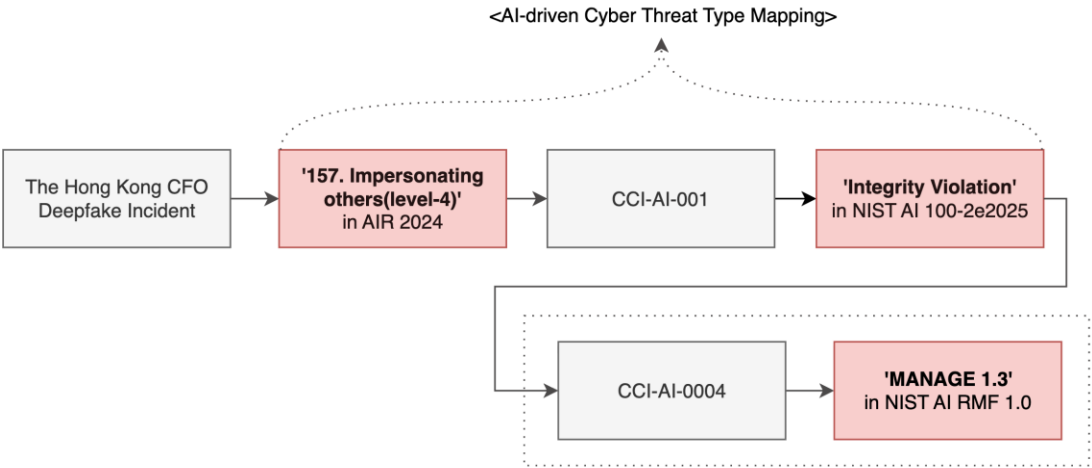 <AI-driven Cyber Threat Type Mapping>
The Hong Kong CFO
Deepfake Incident
'157. Impersonating
others(level-4)'
in AIR 2024
CCI-AI-001
'Integrity Violation'
in NIST AI 100-2e2025
CCI-AI-0004
'MANAGE 1.3'
in NIST AI RMF 1.0